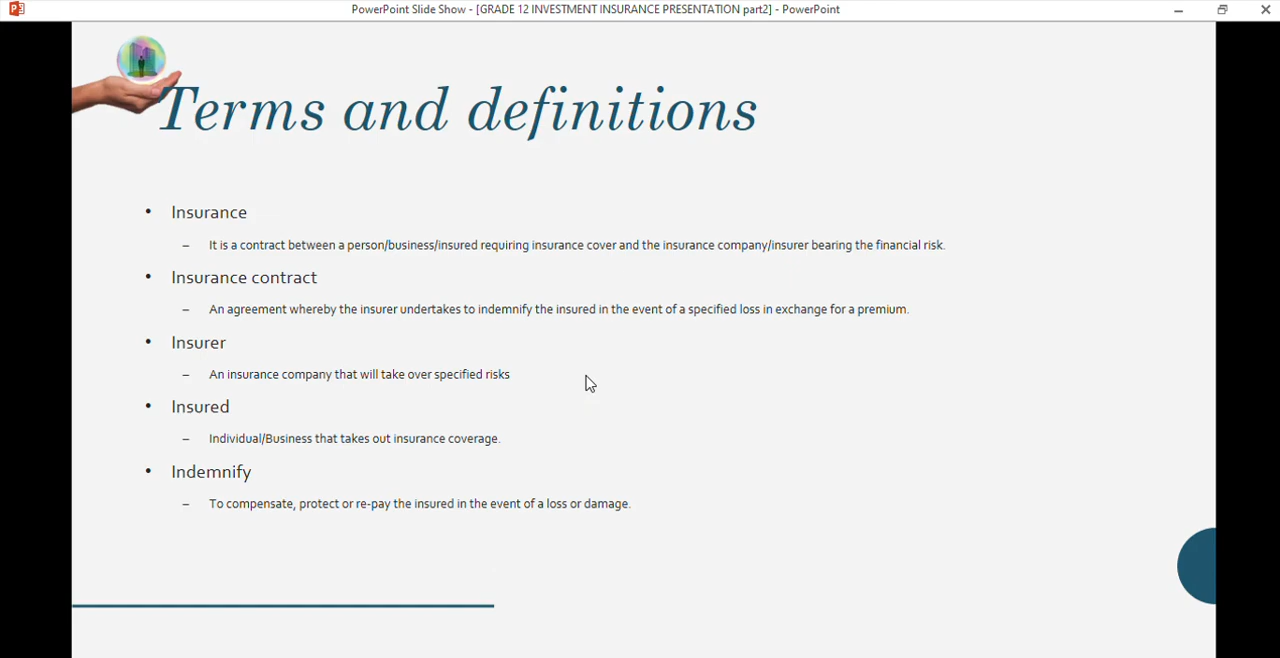 PowerPoint Slide Show - [GRADE 12 INVESTMENT INSURANCE PRESENTATION part2] - PowerPoint
Terms and definitions
• Insurance
– It is a contract between a person/business/insured requiring insurance cover and the insurance company/insurer bearing the financial risk.
• Insurance contract
– An agreement whereby the insurer undertakes to indemnify the insured in the event of a specified loss in exchange for a premium.
• Insurer
– An insurance company that will take over specified risks
• Insured
– Individual/Business that takes out insurance coverage.
• Indemnify
– To compensate, protect or re-pay the insured in the event of a loss or damage.